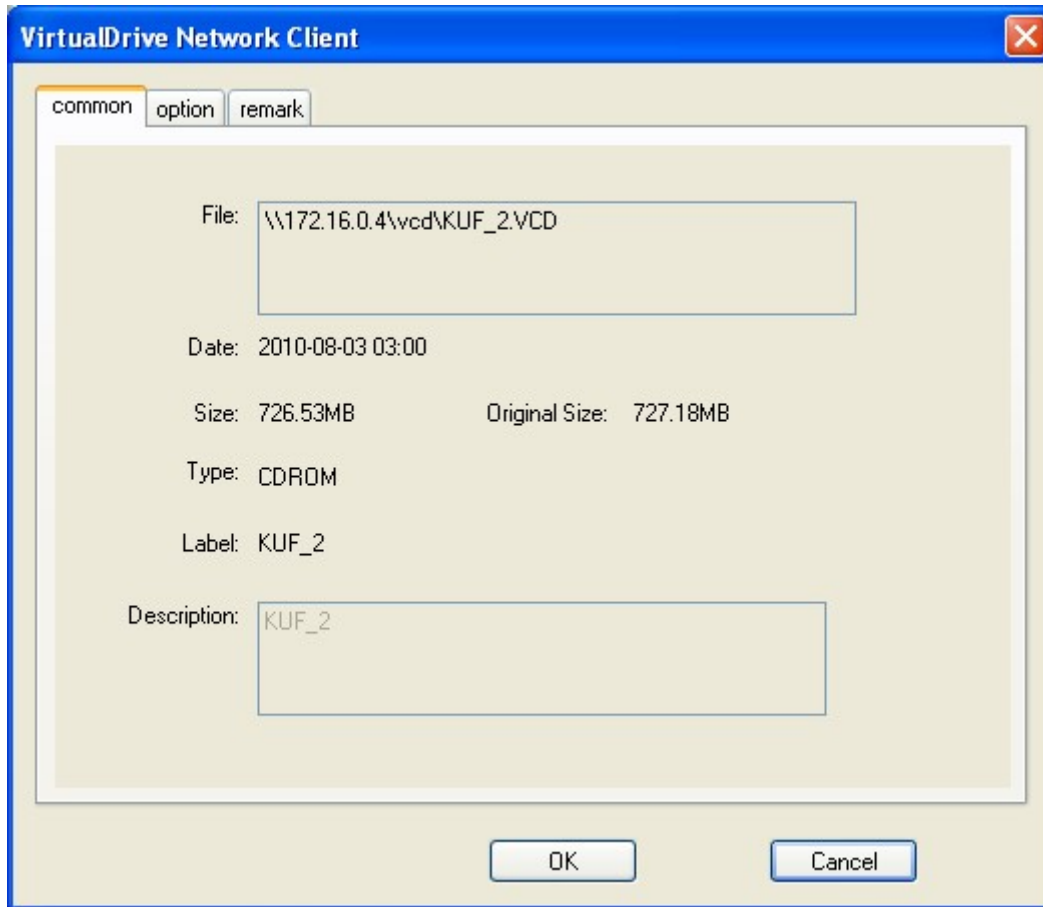 VirtualDrive Network Client
common option remark
File: \\172.16.0.4\vcd\KUF_2.VCD
Date: 2010-08-03 03:00
Size: 726.53MB Original Size: 727.18MB
Type: CDROM
Label: KUF_2
Description: KUF_2
OK Cancel